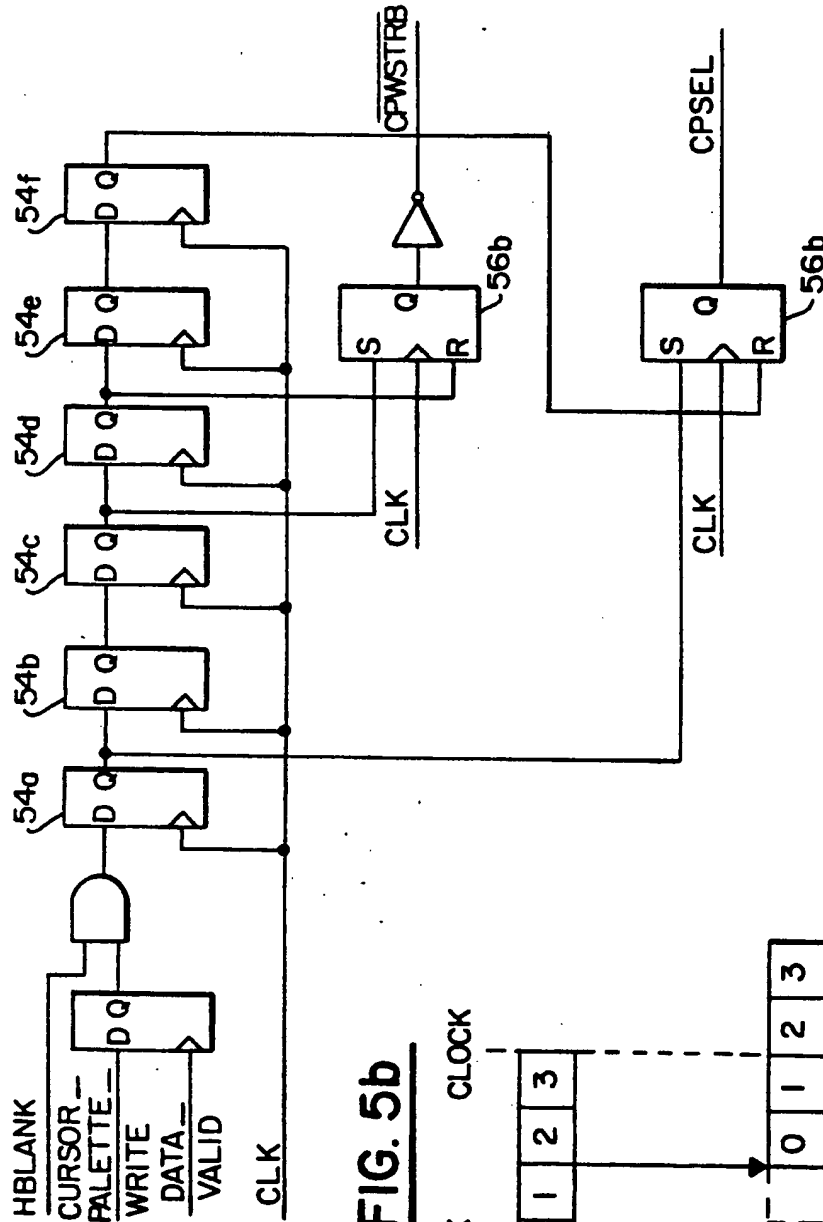 54a
54b
54c
54d
54e
54f
D Q
D Q
D Q
D Q
D Q
D Q
HBLANK
CURSOR_
PALETTE_
WRITE
DATA_
VALID
D Q
CLK
S
Q
R
CLK
56b
CPWSTRB
S
Q
R
CLK
56b
CPSEL
FIG. 5b
CLOCK
1 2 3
0 1 2 3